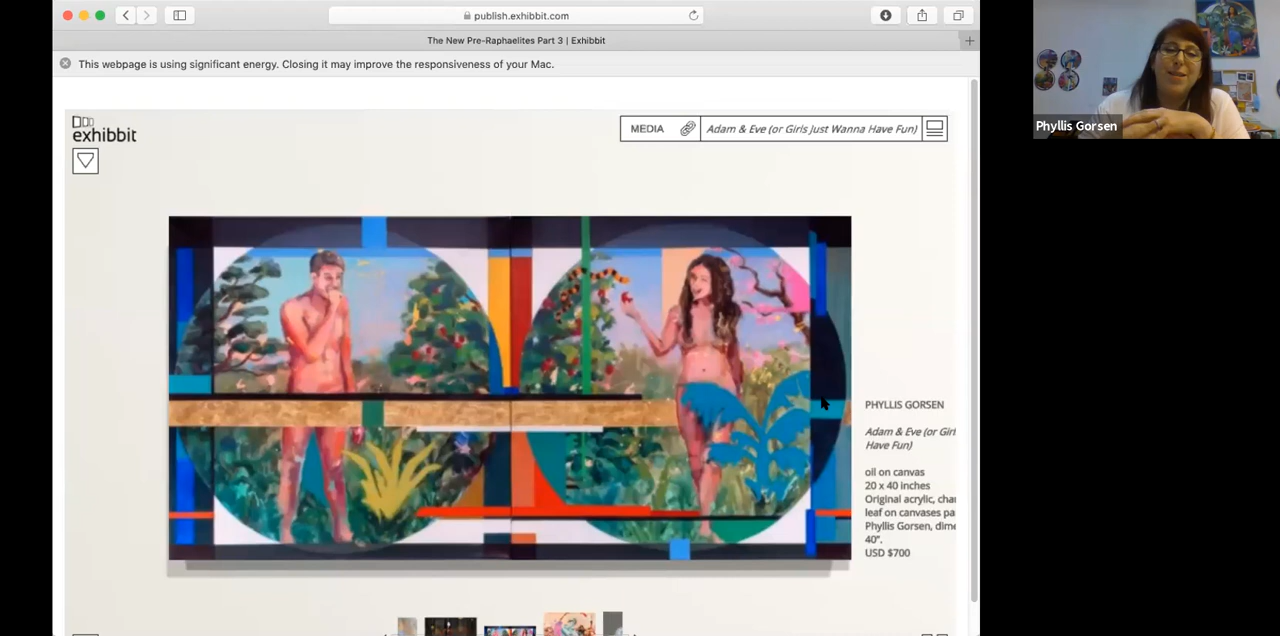 publish.exhibbit.com
The New Pre-Raphaelites Part 3 | Exhibbit
This webpage is using significant energy. Closing it may improve the responsiveness of your Mac.
exhibbit
MEDIA
Adam & Eve (or Girls Just Wanna Have Fun)
Phyllis Gorsen
PHYLLIS GORSEN
Adam & Eve (or Girl
Have Fun)
oil on canvas
20 x 40 inches
Original acrylic, cha
leaf on canvases pa
Phyllis Gorsen, dime
40".
USD $700